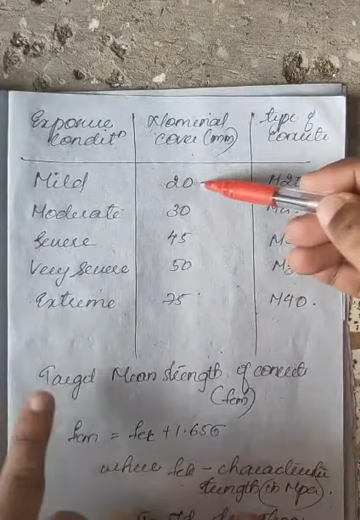 Exposure Nominal type of
Condit^n cover (mm) concrete
Mild 20
Moderate 30
Severe 45
Very severe 50
Extreme 75 M40.
Target Mean strength of concrete
(fcm)
fcm = fck + 1.65σ
where fck - characteristic
strength (in Mpa)